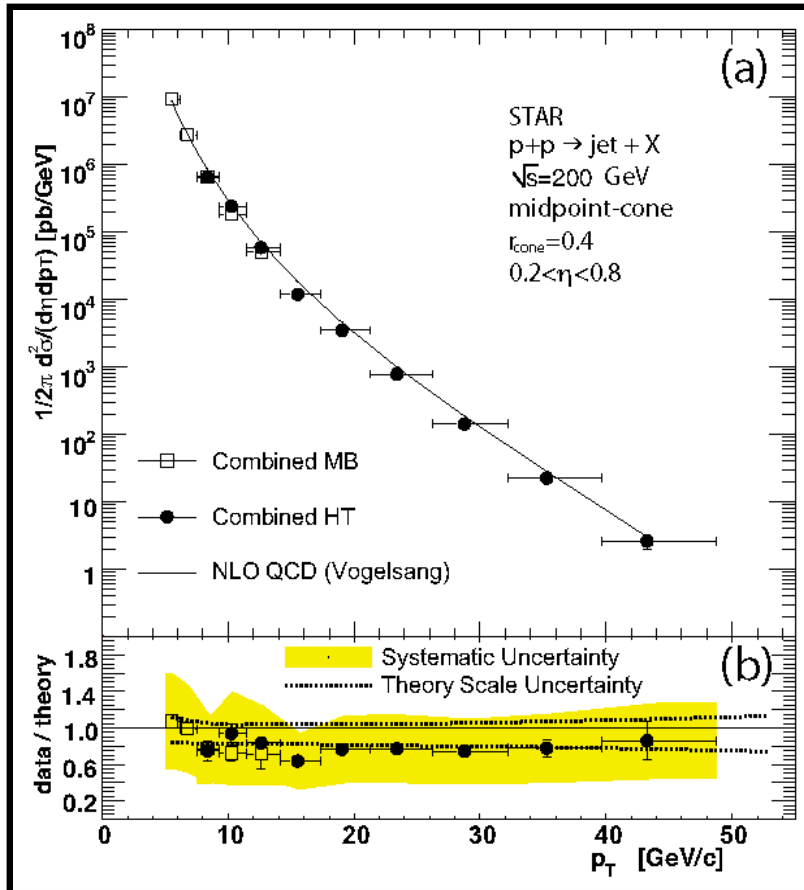 10⁸
(a)
10⁷
10⁶
10⁵
10⁴
10³
10²
10
1
1/2π d²σ/(dηdpT) [pb/GeV]
STAR
p+p → jet + X
√s=200 GeV
midpoint-cone
r_cone=0.4
0.2<η<0.8
Combined MB
Combined HT
NLO QCD (Vogelsang)
(b)
Systematic Uncertainty
Theory Scale Uncertainty
data / theory
1.8
1.4
1.0
0.6
0.2
0 10 20 30 40 50
p_T [GeV/c]